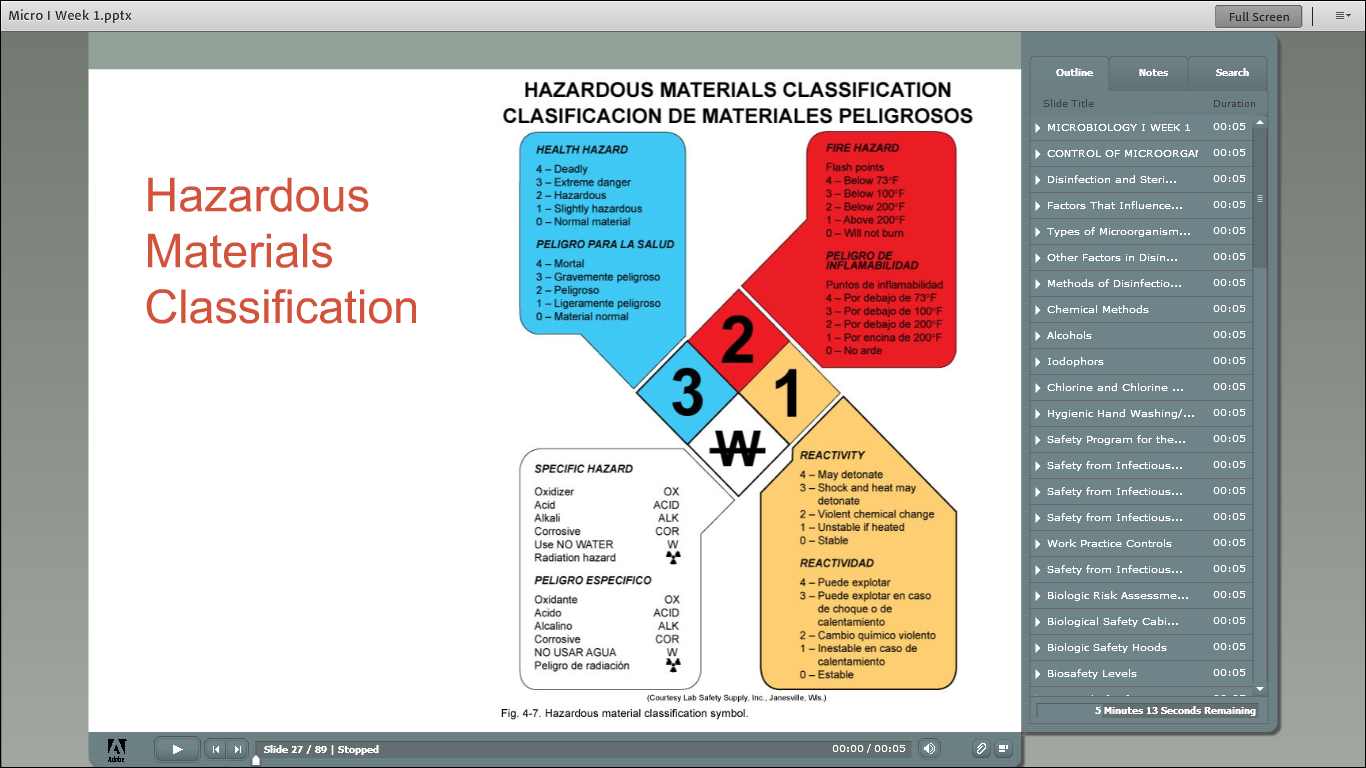 Micro I Week 1.pptx
Full Screen
Hazardous
Materials
Classification
HAZARDOUS MATERIALS CLASSIFICATION
CLASIFICACION DE MATERIALES PELIGROSOS
HEALTH HAZARD
4 – Deadly
3 – Extreme danger
2 – Hazardous
1 – Slightly hazardous
0 – Normal material
PELIGRO PARA LA SALUD
4 – Mortal
3 – Gravemente peligroso
2 – Peligroso
1 – Ligeramente peligroso
0 – Material normal
FIRE HAZARD
Flash points
4 – Below 73°F
3 – Below 100°F
2 – Below 200°F
1 – Above 200°F
0 – Will not burn
PELIGRO DE
INFLAMABILIDAD
Puntos de inflamabilidad
4 – Por debajo de 73°F
3 – Por debajo de 100°F
2 – Por debajo de 200°F
1 – Por encina de 200°F
0 – No arde
2
3
1
W
SPECIFIC HAZARD
Oxidizer OX
Acid ACID
Alkali ALK
Corrosive COR
Use NO WATER W
Radiation hazard
PELIGRO ESPECIFICO
Oxidante OX
Acido ACID
Alcalino ALK
Corrosive COR
NO USAR AGUA W
Peligro de radiación
REACTIVITY
4 – May detonate
3 – Shock and heat may
detonate
2 – Violent chemical change
1 – Unstable if heated
0 – Stable
REACTIVIDAD
4 – Puede explotar
3 – Puede explotar en caso
de choque o de
calentamiento
2 – Cambio químico violento
1 – Inestable en caso de
calentamiento
0 – Estable
(Courtesy Lab Safety Supply, Inc., Janesville, Wis.)
Fig. 4-7. Hazardous material classification symbol.
Outline Notes Search
Slide Title Duration
MICROBIOLOGY I WEEK 1 00:05
CONTROL OF MICROORGAN 00:05
Disinfection and Steri... 00:05
Factors That Influence... 00:05
Types of Microorganism... 00:05
Other Factors in Disin... 00:05
Methods of Disinfectio... 00:05
Chemical Methods 00:05
Alcohols 00:05
Iodophors 00:05
Chlorine and Chlorine ... 00:05
Hygienic Hand Washing/... 00:05
Safety Program for the... 00:05
Safety from Infectious... 00:05
Safety from Infectious... 00:05
Safety from Infectious... 00:05
Work Practice Controls 00:05
Safety from Infectious... 00:05
Biologic Risk Assessme... 00:05
Biological Safety Cabi... 00:05
Biologic Safety Hoods 00:05
Biosafety Levels 00:05
5 Minutes 13 Seconds Remaining
Adobe
Slide 27 / 89 | Stopped
00:00 / 00:05